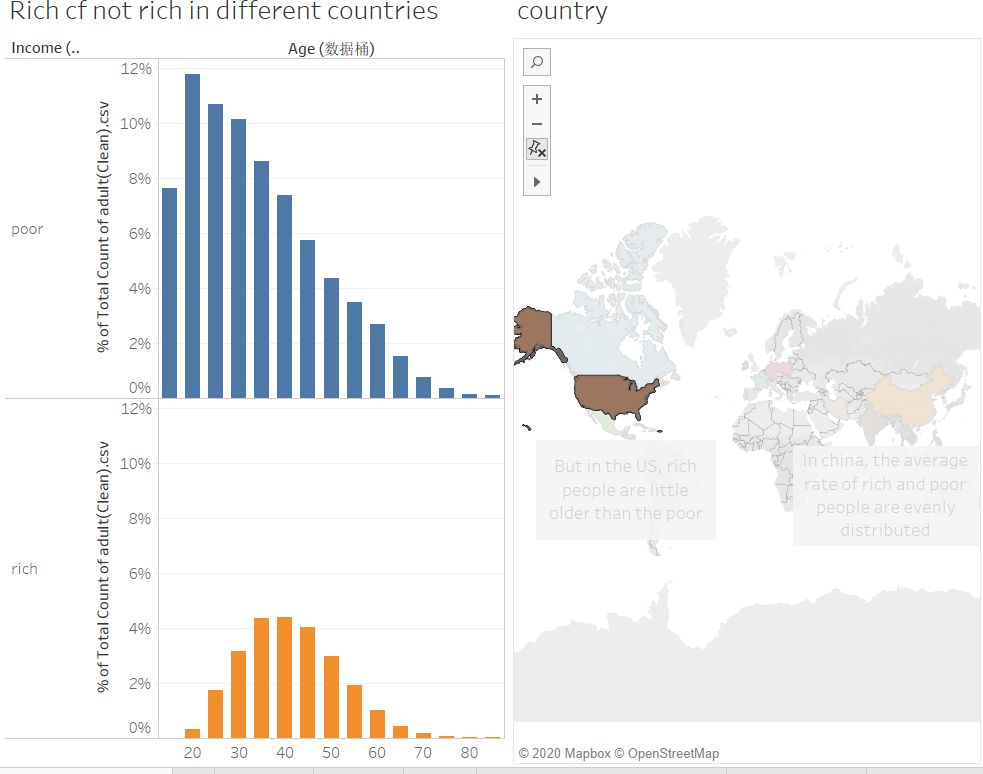 Rich cf not rich in different countries
country
Income (..
Age (数据桶)
poor
% of Total Count of adult(Clean).csv
12%
10%
8%
6%
4%
2%
0%
rich
% of Total Count of adult(Clean).csv
12%
10%
8%
6%
4%
2%
0%
20 30 40 50 60 70 80
But in the US, rich
people are little
older than the poor
In china, the average
rate of rich and poor
people are evenly
distributed
© 2020 Mapbox © OpenStreetMap